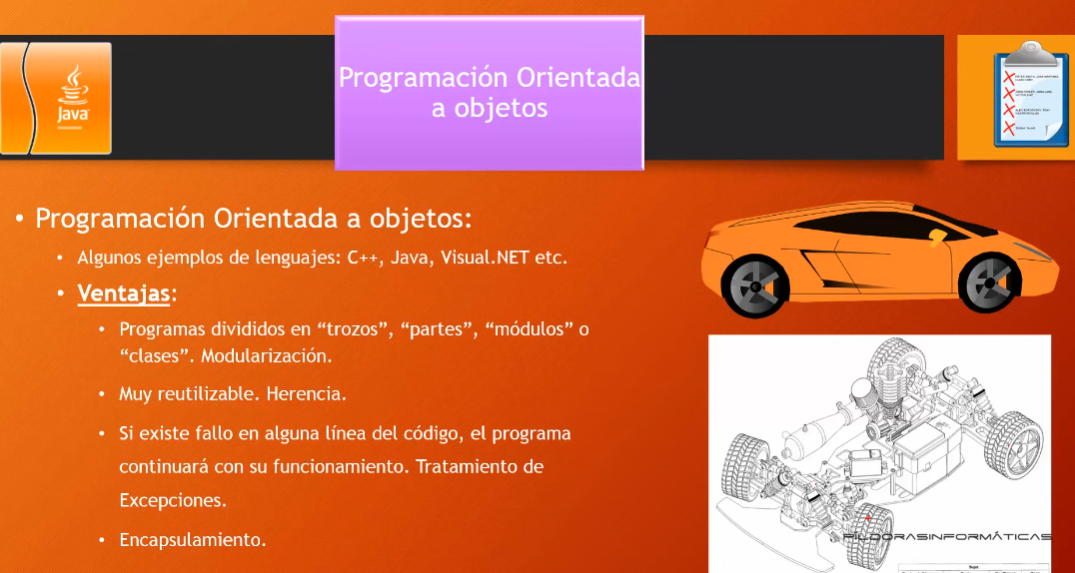 Programación Orientada
a objetos
Java
• Programación Orientada a objetos:
• Algunos ejemplos de lenguajes: C++, Java, Visual.NET etc.
• Ventajas:
• Programas divididos en “trozos”, “partes”, “módulos” o
“clases”. Modularización.
• Muy reutilizable. Herencia.
• Si existe fallo en alguna línea del código, el programa
continuará con su funcionamiento. Tratamiento de
Excepciones.
• Encapsulamiento.
PILDORASINFORMÁTICAS